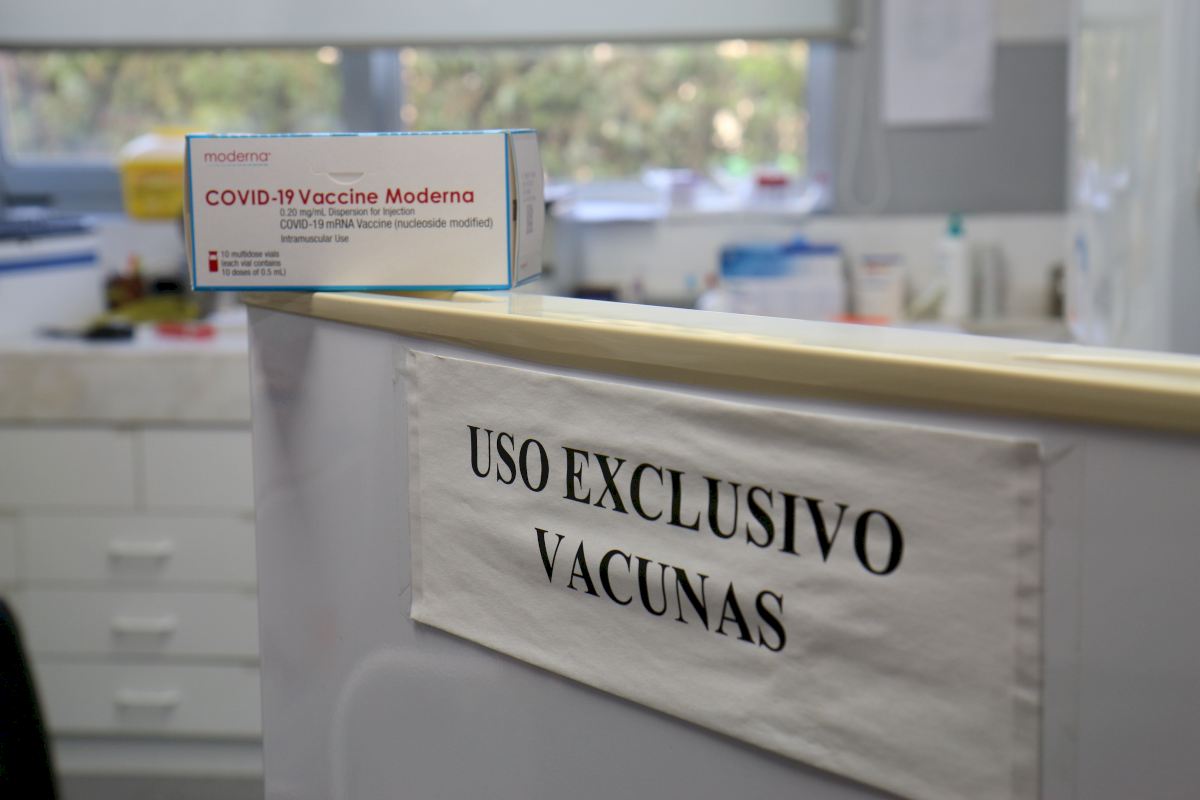 moderna
COVID-19 Vaccine Moderna
0.20 mg/mL Dispersion for Injection
COVID-19 mRNA Vaccine (nucleoside modified)
Intramuscular Use
10 multidose vials
(each vial contains
10 doses of 0.5 mL)
USO EXCLUSIVO
VACUNAS